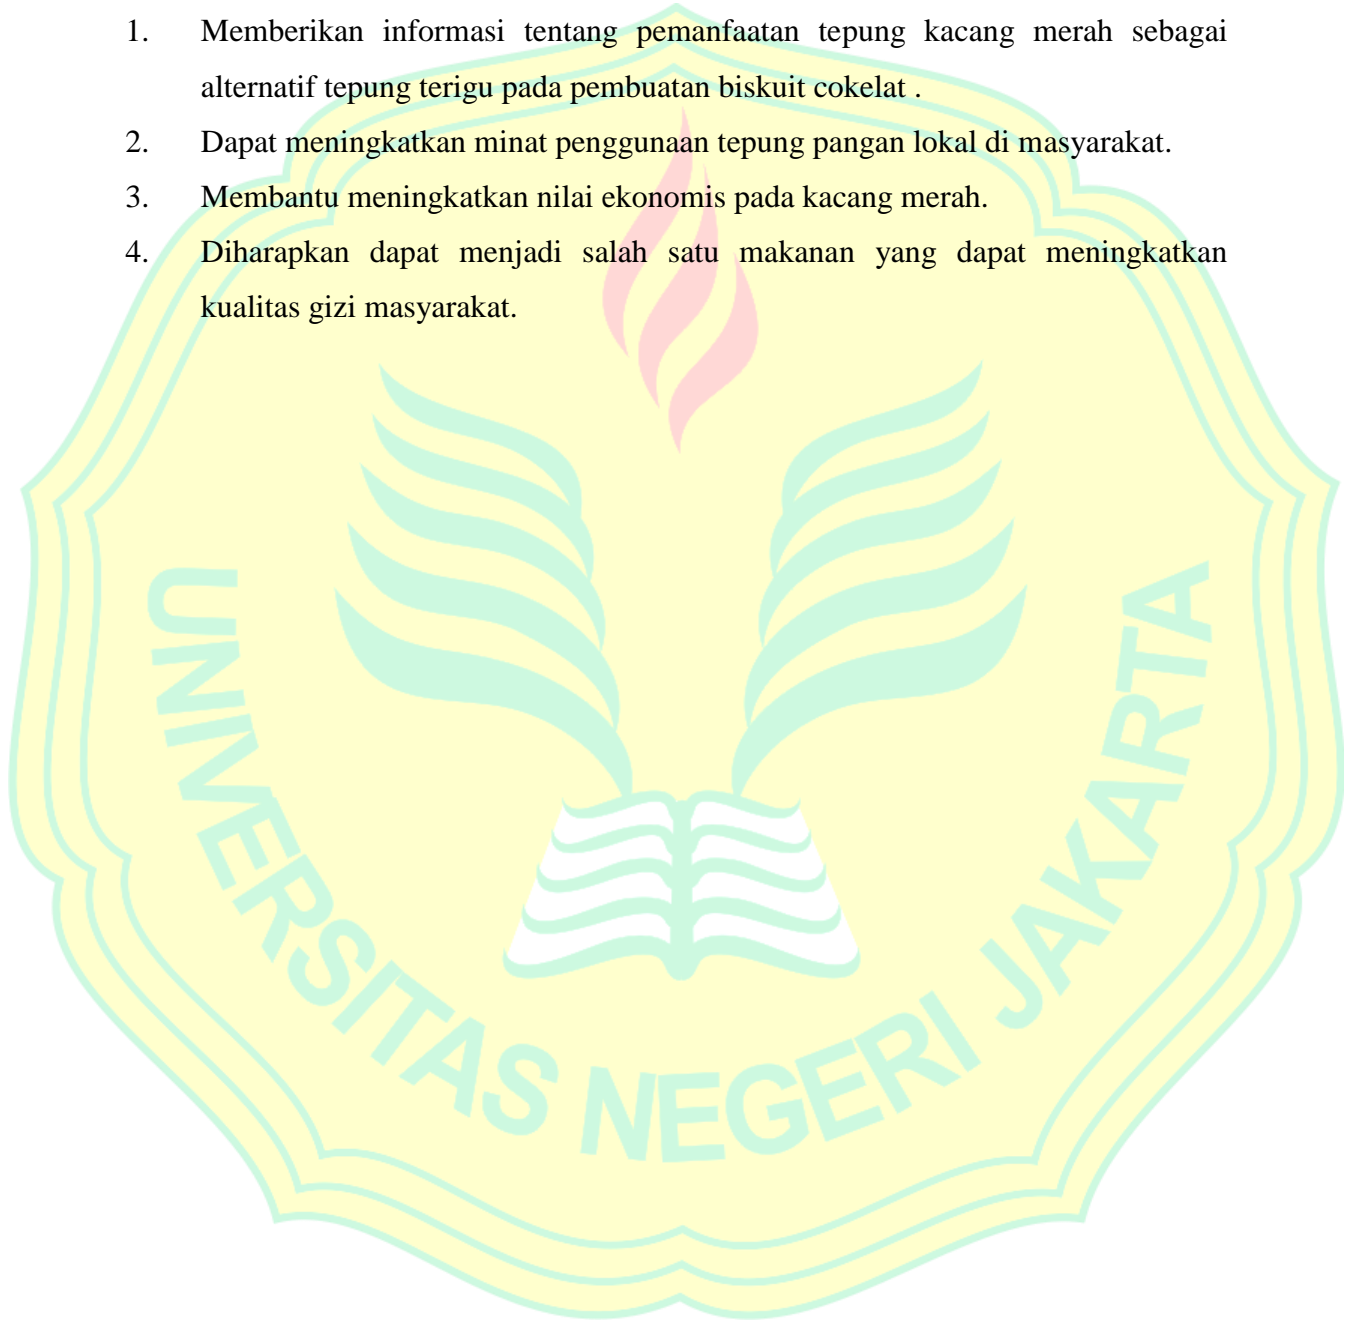 1. Memberikan informasi tentang pemanfaatan tepung kacang merah sebagai
alternatif tepung terigu pada pembuatan biskuit cokelat .
2. Dapat meningkatkan minat penggunaan tepung pangan lokal di masyarakat.
3. Membantu meningkatkan nilai ekonomis pada kacang merah.
4. Diharapkan dapat menjadi salah satu makanan yang dapat meningkatkan
kualitas gizi masyarakat.
UNIVERSITAS NEGERI JAKARTA